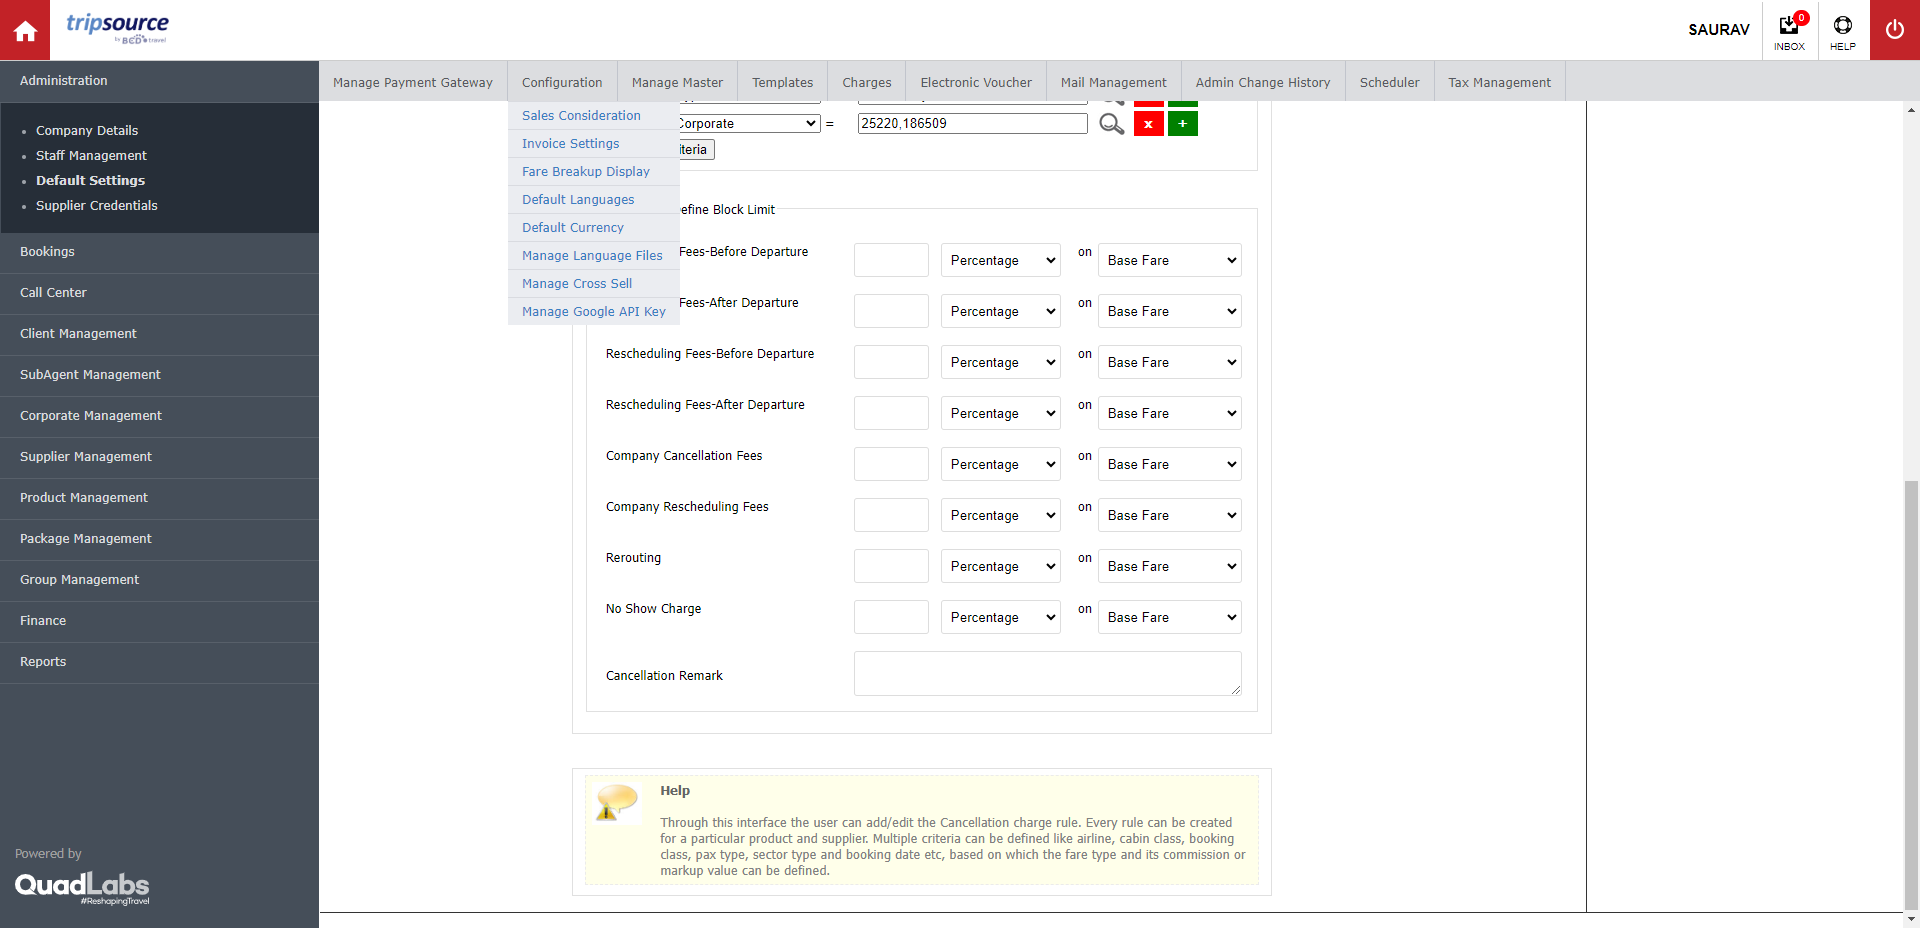 tripsource
by BCD travel
SAURAV
0
INBOX
HELP
Administration
Company Details
Staff Management
Default Settings
Supplier Credentials
Bookings
Call Center
Client Management
SubAgent Management
Corporate Management
Supplier Management
Product Management
Package Management
Group Management
Finance
Reports
Powered by
QuadLabs
#ReshapingTravel
Manage Payment Gateway
Configuration
Manage Master
Templates
Charges
Electronic Voucher
Mail Management
Admin Change History
Scheduler
Tax Management
Sales Consideration
Invoice Settings
Fare Breakup Display
Default Languages
Default Currency
Manage Language Files
Manage Cross Sell
Manage Google API Key
Corporate = 25220,186509 x +
iteria
efine Block Limit
Fees-Before Departure Percentage on Base Fare
Fees-After Departure Percentage on Base Fare
Rescheduling Fees-Before Departure Percentage on Base Fare
Rescheduling Fees-After Departure Percentage on Base Fare
Company Cancellation Fees Percentage on Base Fare
Company Rescheduling Fees Percentage on Base Fare
Rerouting Percentage on Base Fare
No Show Charge Percentage on Base Fare
Cancellation Remark
Help
Through this interface the user can add/edit the Cancellation charge rule. Every rule can be created
for a particular product and supplier. Multiple criteria can be defined like airline, cabin class, booking
class, pax type, sector type and booking date etc, based on which the fare type and its commission or
markup value can be defined.